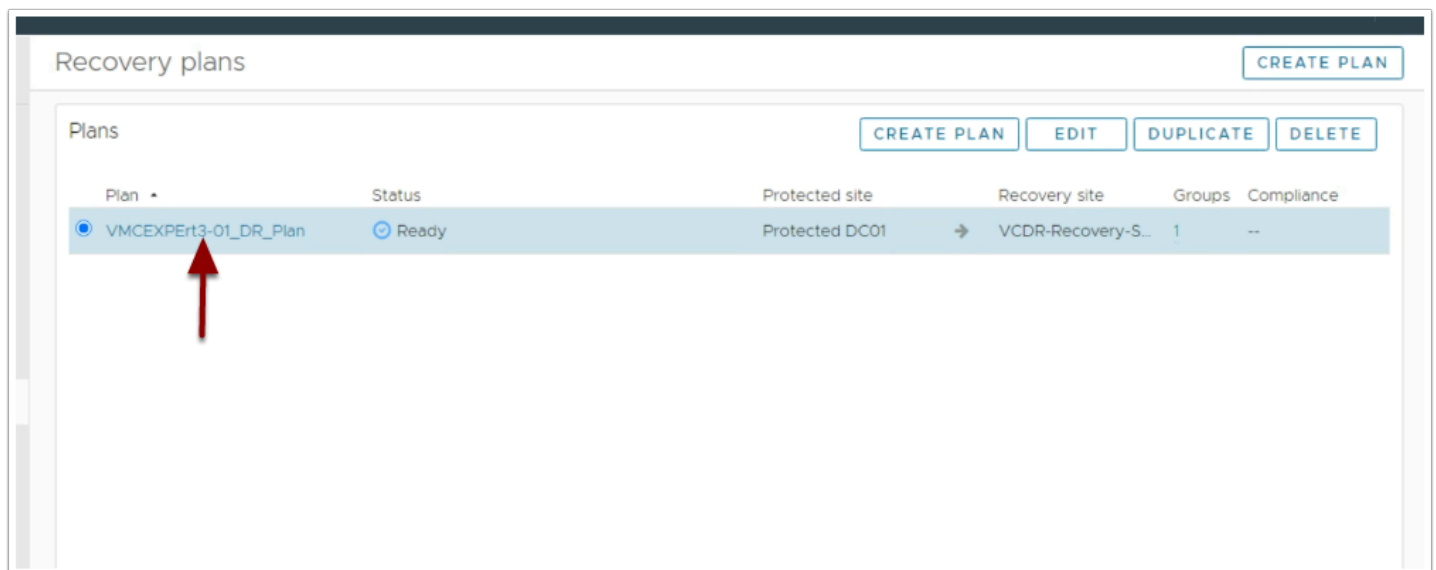 Recovery plans CREATE PLAN
Plans CREATE PLAN EDIT DUPLICATE DELETE
Plan Status Protected site Recovery site Groups Compliance
VMCEXPErt3-01_DR_Plan Ready Protected DC01 VCDR-Recovery-S... 1 --